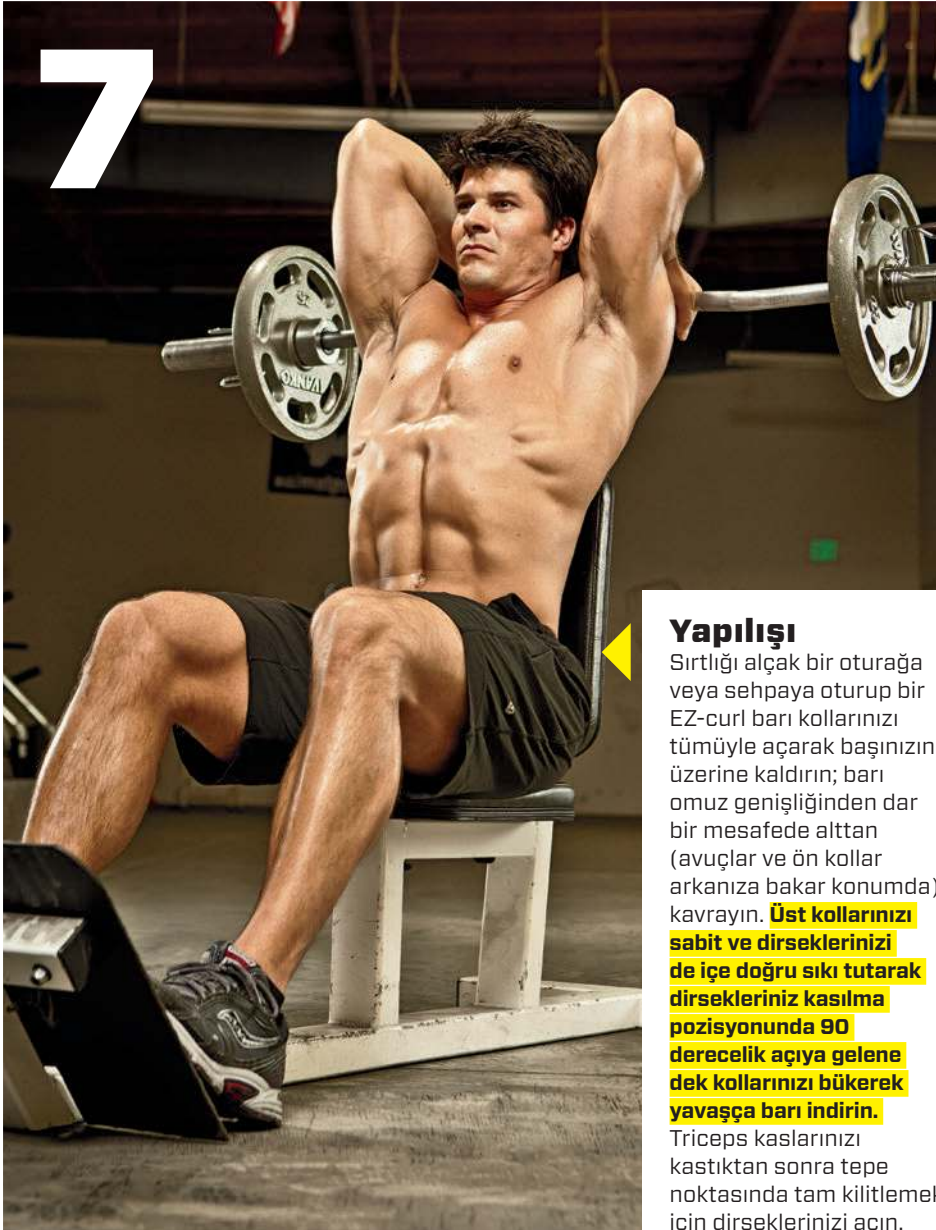 7
IVANKO
Yapılışı
Sırtlığı alçak bir oturağa
veya sehpaya oturup bir
EZ-curl barı kollarınızı
tümüyle açarak başınızın
üzerine kaldırın; barı
omuz genişliğinden dar
bir mesafede alttan
(avuçlar ve ön kollar
arkanıza bakar konumda)
kavrayın. Üst kollarınızı
sabit ve dirseklerinizi
de içe doğru sıkı tutarak
dirsekleriniz kasılma
pozisyonunda 90
derecelik açıya gelene
dek kollarınızı bükerek
yavaşça barı indirin.
Triceps kaslarınızı
kastıktan sonra tepe
noktasında tam kilitlemek
için dirseklerinizi açın.